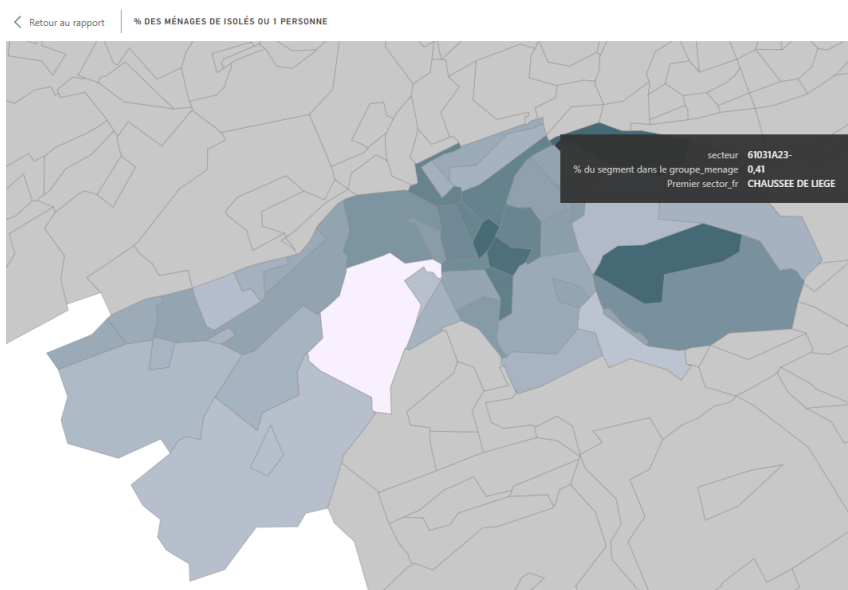 Retour au rapport
% DES MÉNAGES DE ISOLÉS OU 1 PERSONNE
secteur 61031A23-
% du segment dans le groupe_menage 0,41
Premier sector_fr CHAUSSEE DE LIEGE